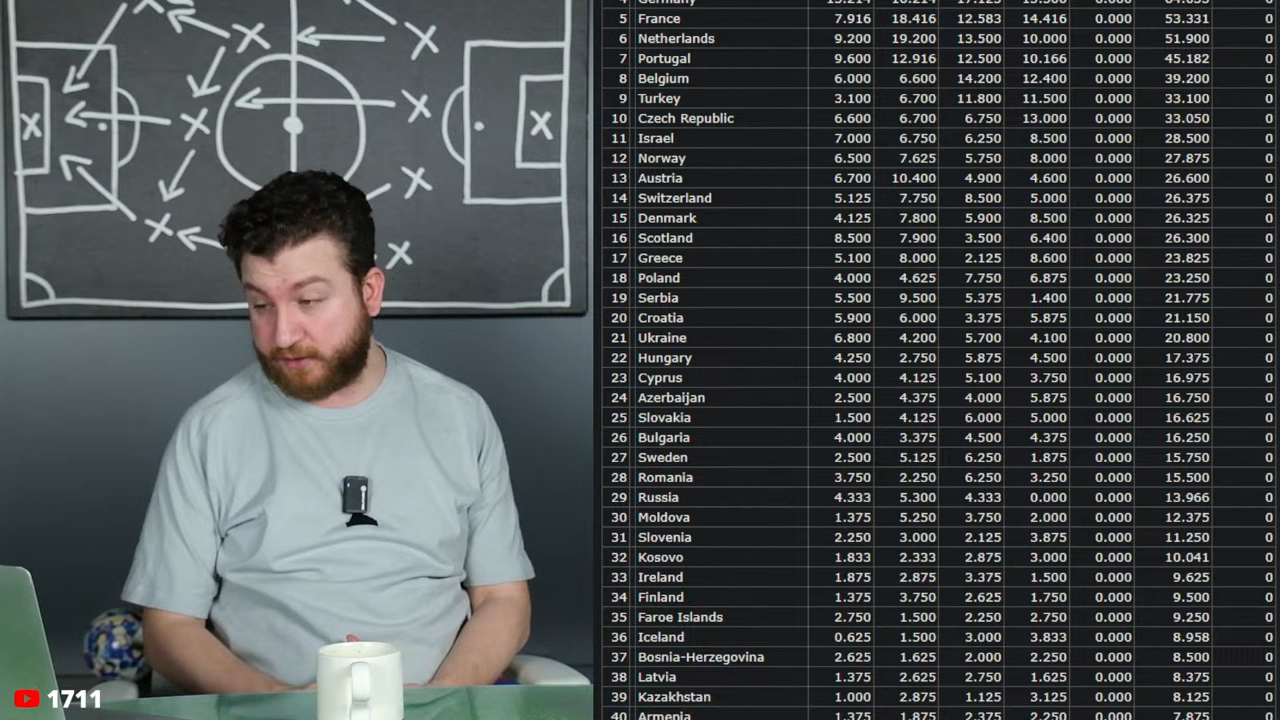 4 Germany 64.053 0
5 France 7.916 18.416 12.583 14.416 0.000 53.331 0
6 Netherlands 9.200 19.200 13.500 10.000 0.000 51.900 0
7 Portugal 9.600 12.916 12.500 10.166 0.000 45.182 0
8 Belgium 6.000 6.600 14.200 12.400 0.000 39.200 0
9 Turkey 3.100 6.700 11.800 11.500 0.000 33.100 0
10 Czech Republic 6.600 6.700 6.750 13.000 0.000 33.050 0
11 Israel 7.000 6.750 6.250 8.500 0.000 28.500 0
12 Norway 6.500 7.625 5.750 8.000 0.000 27.875 0
13 Austria 6.700 10.400 4.900 4.600 0.000 26.600 0
14 Switzerland 5.125 7.750 8.500 5.000 0.000 26.375 0
15 Denmark 4.125 7.800 5.900 8.500 0.000 26.325 0
16 Scotland 8.500 7.900 3.500 6.400 0.000 26.300 0
17 Greece 5.100 8.000 2.125 8.600 0.000 23.825 0
18 Poland 4.000 4.625 7.750 6.875 0.000 23.250 0
19 Serbia 5.500 9.500 5.375 1.400 0.000 21.775 0
20 Croatia 5.900 6.000 3.375 5.875 0.000 21.150 0
21 Ukraine 6.800 4.200 5.700 4.100 0.000 20.800 0
22 Hungary 4.250 2.750 5.875 4.500 0.000 17.375 0
23 Cyprus 4.000 4.125 5.100 3.750 0.000 16.975 0
24 Azerbaijan 2.500 4.375 4.000 5.875 0.000 16.750 0
25 Slovakia 1.500 4.125 6.000 5.000 0.000 16.625 0
26 Bulgaria 4.000 3.375 4.500 4.375 0.000 16.250 0
27 Sweden 2.500 5.125 6.250 1.875 0.000 15.750 0
28 Romania 3.750 2.250 6.250 3.250 0.000 15.500 0
29 Russia 4.333 5.300 4.333 0.000 0.000 13.966 0
30 Moldova 1.375 5.250 3.750 2.000 0.000 12.375 0
31 Slovenia 2.250 3.000 2.125 3.875 0.000 11.250 0
32 Kosovo 1.833 2.333 2.875 3.000 0.000 10.041 0
33 Ireland 1.875 2.875 3.375 1.500 0.000 9.625 0
34 Finland 1.375 3.750 2.625 1.750 0.000 9.500 0
35 Faroe Islands 2.750 1.500 2.250 2.750 0.000 9.250 0
36 Iceland 0.625 1.500 3.000 3.833 0.000 8.958 0
37 Bosnia-Herzegovina 2.625 1.625 2.000 2.250 0.000 8.500 0
38 Latvia 1.375 2.625 2.750 1.625 0.000 8.375 0
39 Kazakhstan 1.000 2.875 1.125 3.125 0.000 8.125 0
40 Armenia 1.375 1.875 2.375 2.250 0.000 7.875 0
X X X
X X X X
X X
X
1711